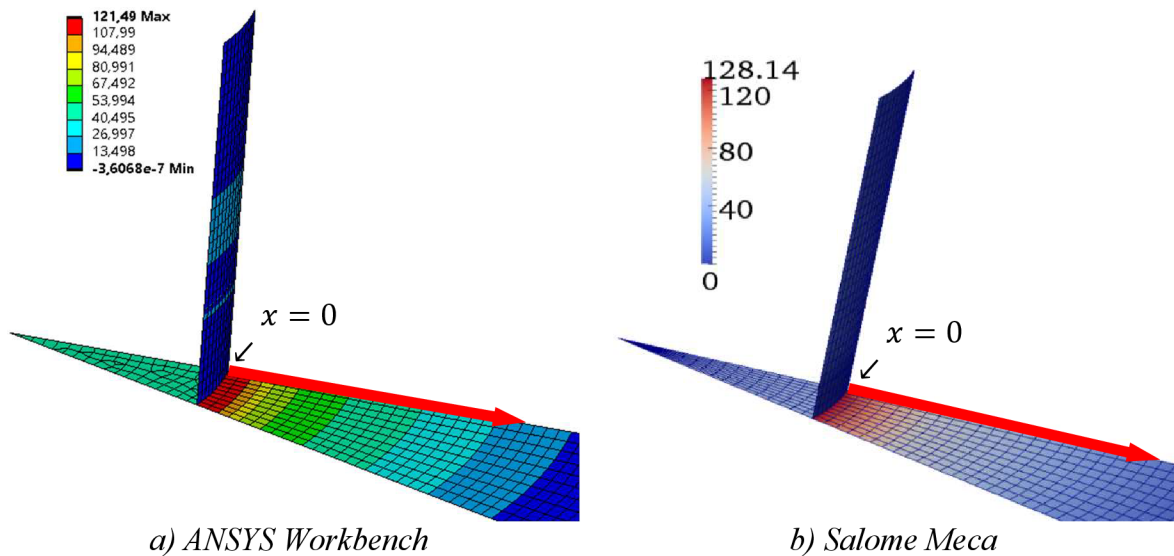 121,49 Max
107,99
94,489
80,991
67,492
53,994
40,495
26,997
13,498
-3,6068e-7 Min
x = 0
128.14
120
80
40
0
x = 0
a) ANSYS Workbench
b) Salome Meca